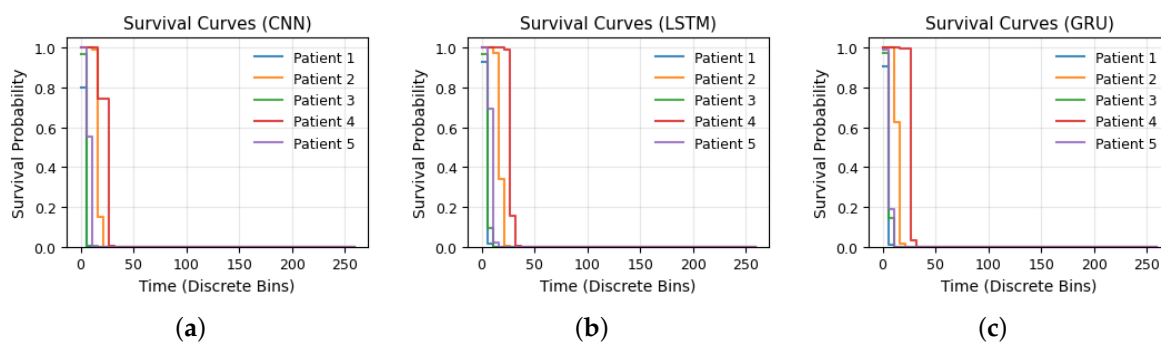 Survival Curves (CNN)
Survival Probability
1.0
0.8
0.6
0.4
0.2
0.0
Patient 1
Patient 2
Patient 3
Patient 4
Patient 5
0 50 100 150 200 250
Time (Discrete Bins)
(a)
Survival Curves (LSTM)
Survival Probability
1.0
0.8
0.6
0.4
0.2
0.0
Patient 1
Patient 2
Patient 3
Patient 4
Patient 5
0 50 100 150 200 250
Time (Discrete Bins)
(b)
Survival Curves (GRU)
Survival Probability
1.0
0.8
0.6
0.4
0.2
0.0
Patient 1
Patient 2
Patient 3
Patient 4
Patient 5
0 50 100 150 200 250
Time (Discrete Bins)
(c)